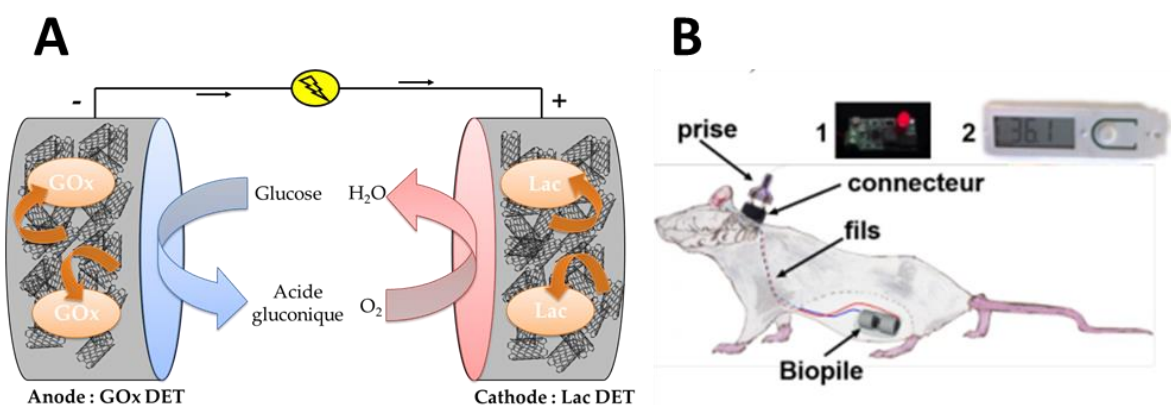 A
-
+
GOx
GOx
Glucose
Acide
gluconique
H₂O
O₂
Lac
Lac
Anode : GOx DET
Cathode : Lac DET
B
prise
1
2
36.1
connecteur
fils
Biopile